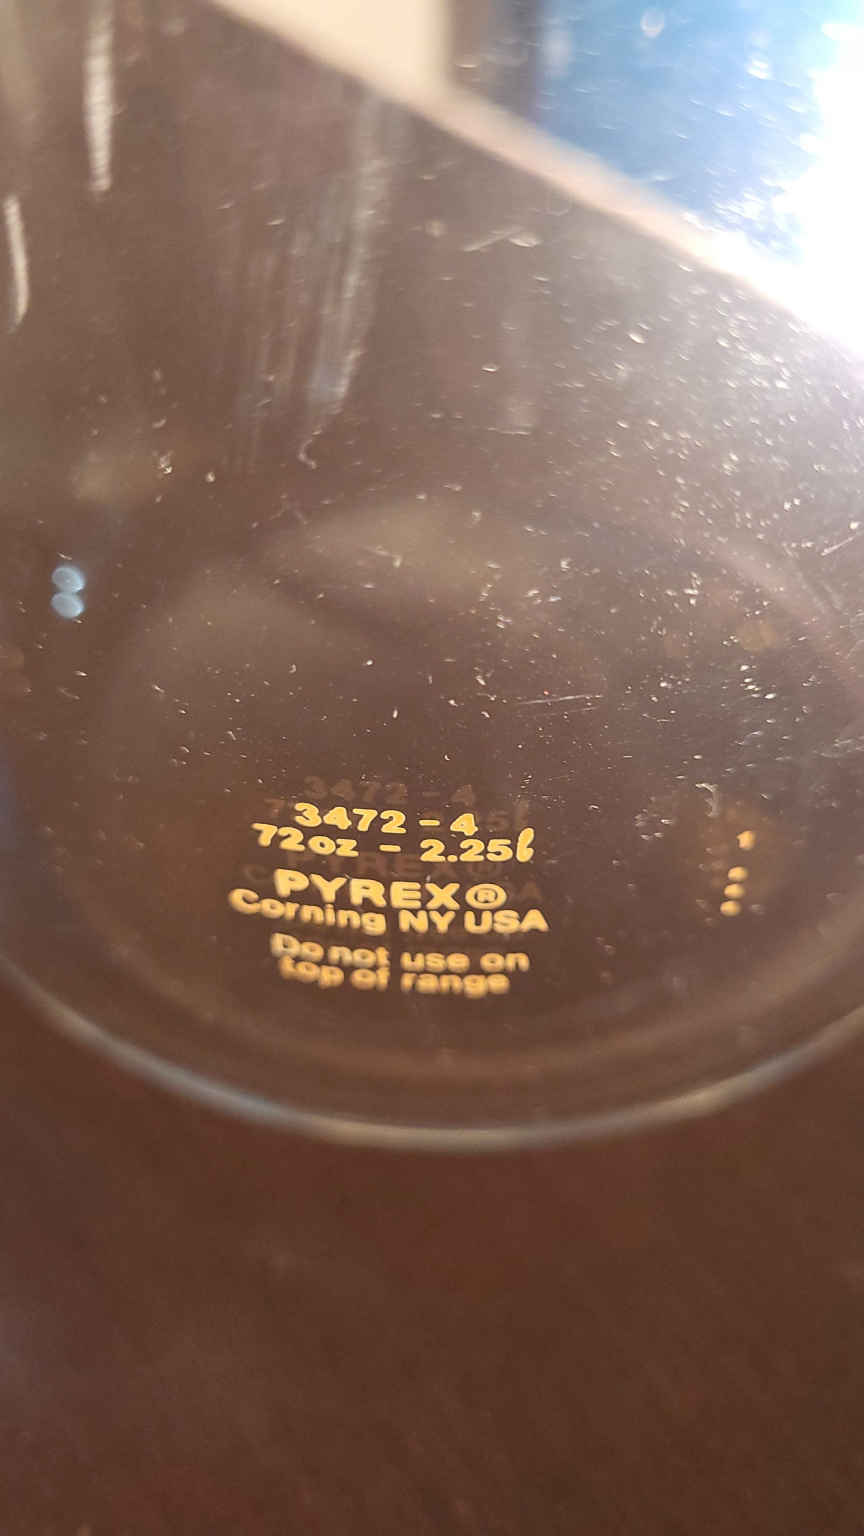 3472 - 4
72oz - 2.25ℓ
PYREX®
Corning NY USA
Do not use on
top of range
1